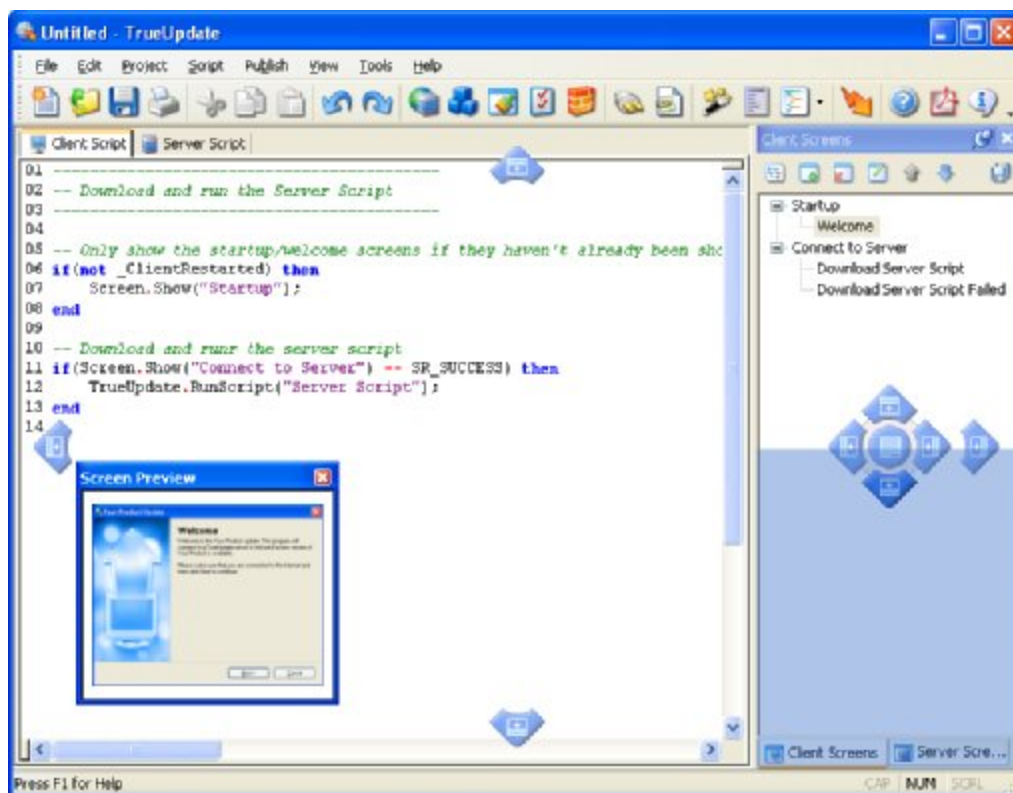 Untitled - TrueUpdate
File Edit Project Script Publish View Tools Help
Client Script Server Script
Client Screens
01 ----------------------------------------
02 -- Download and run the Server Script
03 ----------------------------------------
04
05 -- Only show the startup/welcome screens if they haven't already been sho
06 if(not _ClientRestarted) then
07 Screen.Show("Startup");
08 end
09
10 -- Download and runr the server script
11 if(Screen.Show("Connect to Server") == SR_SUCCESS) then
12 TrueUpdate.RunScript("Server Script");
13 end
14
Startup
Welcome
Connect to Server
Download Server Script
Download Server Script Failed
Screen Preview
Your Product Update
Welcome
Client Screens Server Scre...
Press F1 for Help
CAP NUM SCRL